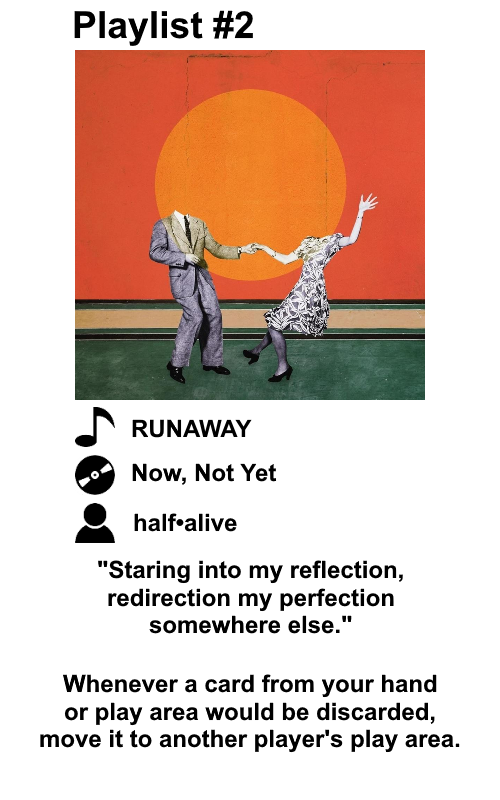 Playlist #2
RUNAWAY
Now, Not Yet
half•alive
"Staring into my reflection,
redirection my perfection
somewhere else."
Whenever a card from your hand
or play area would be discarded,
move it to another player's play area.